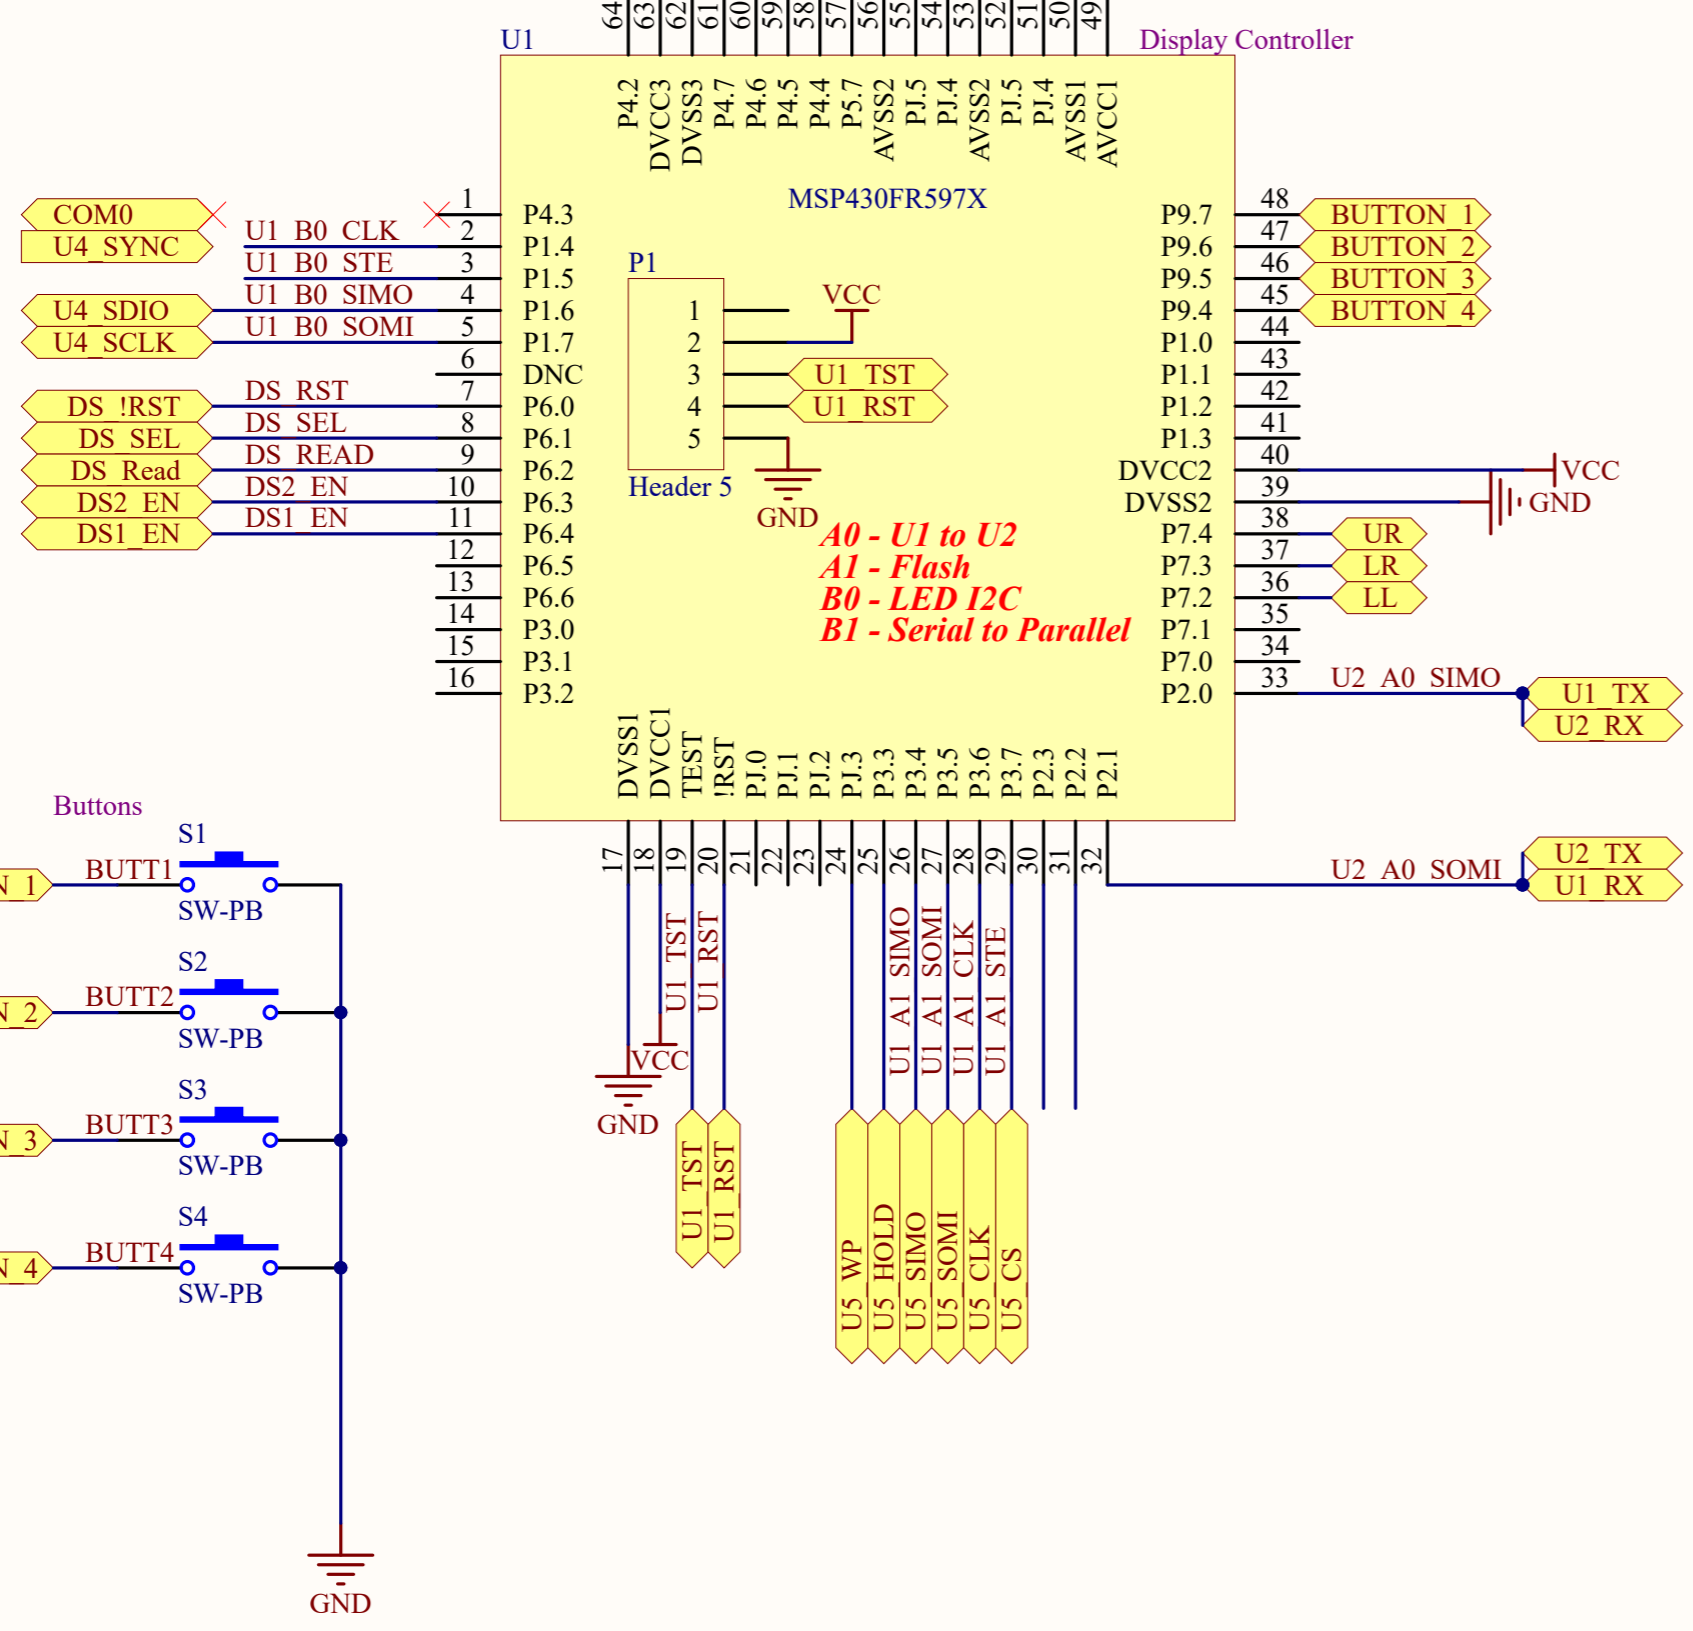 64 63 62 61 60 59 58 57 56 55 54 53 52 51 50 49
U1
Display Controller
P4.2 DVCC3 DVSS3 P4.7 P4.6 P4.5 P4.4 P5.7 AVSS2 PJ.5 PJ.4 AVSS2 PJ.5 PJ.4 AVSS1 AVCC1
MSP430FR597X
COM0 1 P4.3
U4_SYNC U1_B0_CLK 2 P1.4
U1_B0_STE 3 P1.5
U4_SDIO U1_B0_SIMO 4 P1.6
U4_SCLK U1_B0_SOMI 5 P1.7
6 DNC
DS_!RST DS_RST 7 P6.0
DS_SEL DS_SEL 8 P6.1
DS_Read DS_READ 9 P6.2
DS2_EN DS2_EN 10 P6.3
DS1_EN DS1_EN 11 P6.4
12 P6.5
13 P6.6
14 P3.0
15 P3.1
16 P3.2
P1
1
2 VCC
3 U1_TST
4 U1_RST
5
Header 5
GND
A0 - U1 to U2
A1 - Flash
B0 - LED I2C
B1 - Serial to Parallel
P9.7 48 BUTTON_1
P9.6 47 BUTTON_2
P9.5 46 BUTTON_3
P9.4 45 BUTTON_4
P1.0 44
P1.1 43
P1.2 42
P1.3 41
DVCC2 40 VCC
DVSS2 39 GND
P7.4 38 UR
P7.3 37 LR
P7.2 36 LL
P7.1 35
P7.0 34
P2.0 33 U2_A0_SIMO U1_TX
U2_RX
DVSS1 DVCC1 TEST !RST PJ.0 PJ.1 PJ.2 PJ.3 P3.3 P3.4 P3.5 P3.6 P3.7 P2.3 P2.2 P2.1
17 18 19 20 21 22 23 24 25 26 27 28 29 30 31 32
U2_TX
U2_A0_SOMI U1_RX
U1_TST U1_RST U1_A1_SIMO U1_A1_SOMI U1_A1_CLK U1_A1_STE
VCC
GND
U1_TST U1_RST U5_WP U5_HOLD U5_SIMO U5_SOMI U5_CLK U5_CS
Buttons
S1
N_1 BUTT1
SW-PB
S2
N_2 BUTT2
SW-PB
S3
N_3 BUTT3
SW-PB
S4
N_4 BUTT4
SW-PB
GND